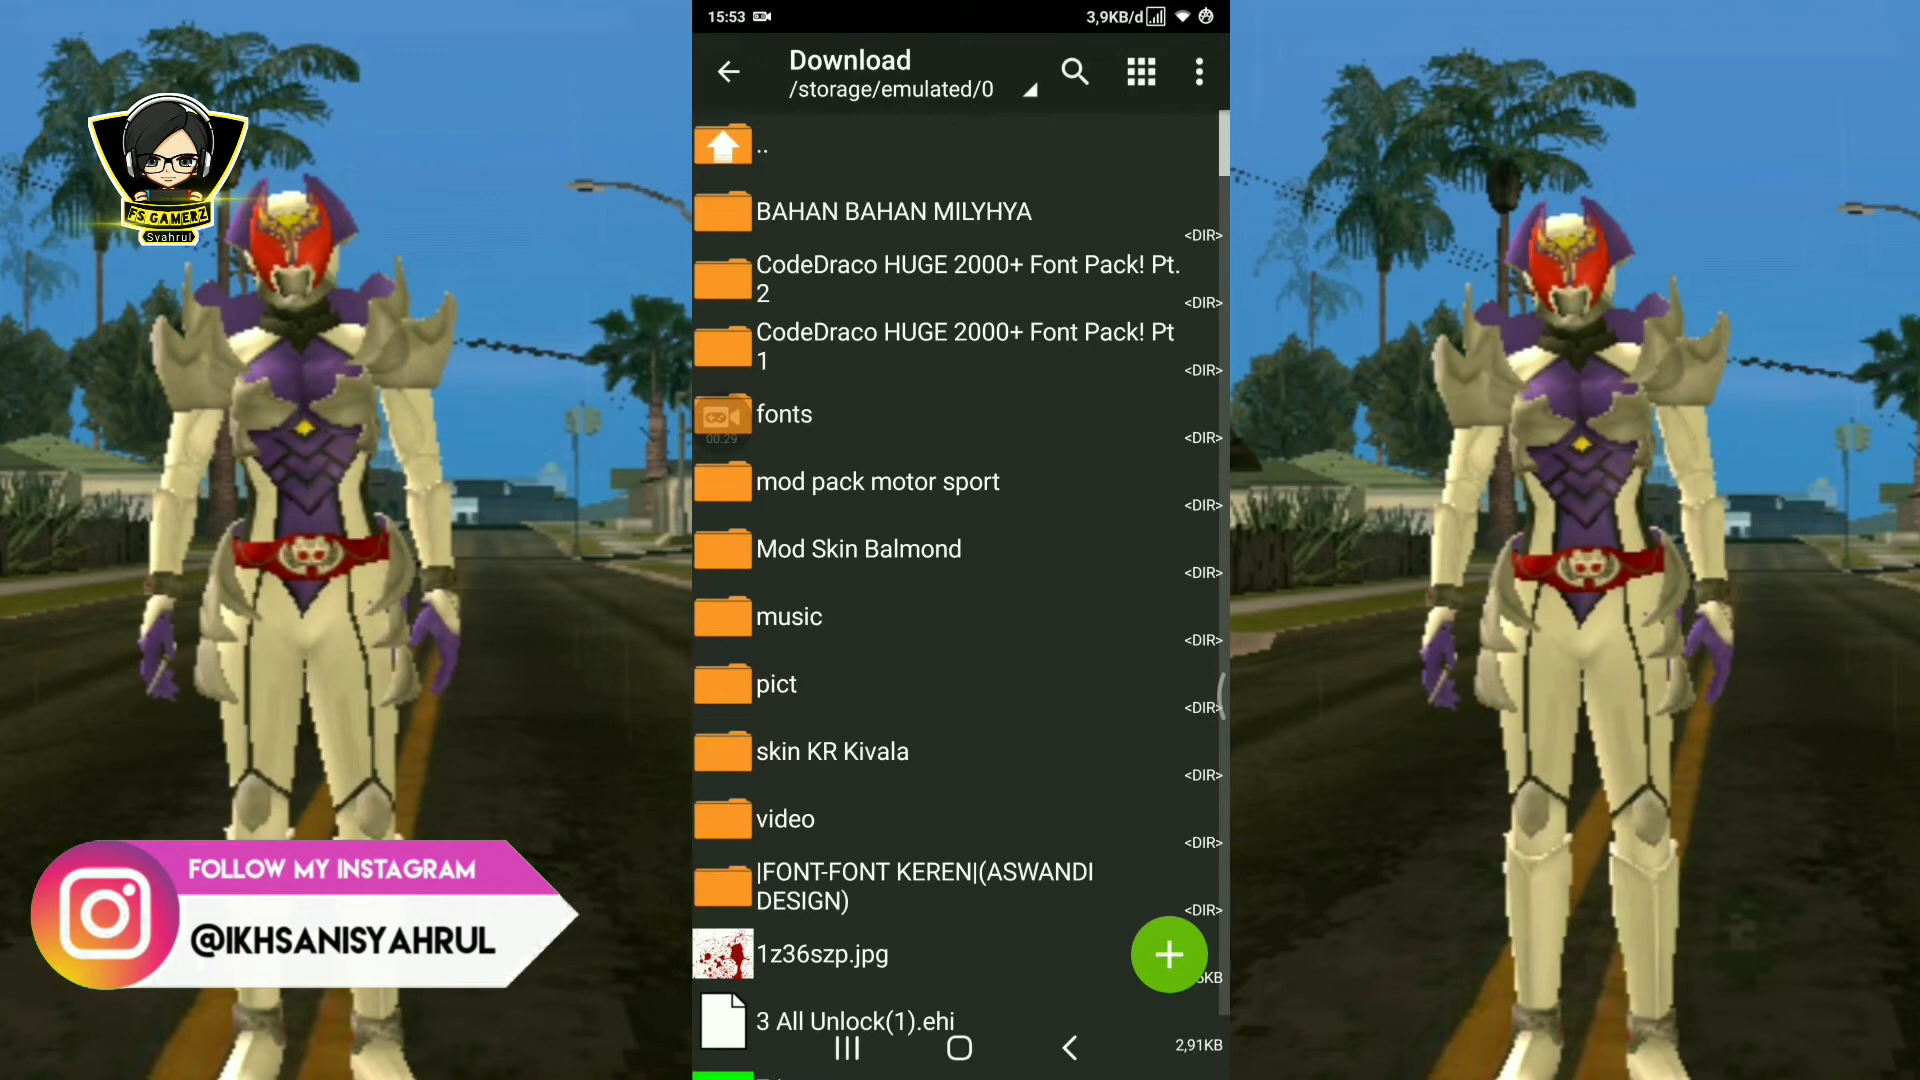 15:53
3,9KB/d
Download
/storage/emulated/0
..
BAHAN BAHAN MILYHYA
<DIR>
CodeDraco HUGE 2000+ Font Pack! Pt.
2
<DIR>
CodeDraco HUGE 2000+ Font Pack! Pt
1
<DIR>
fonts
00.29
<DIR>
mod pack motor sport
<DIR>
Mod Skin Balmond
<DIR>
music
<DIR>
pict
<DIR>
skin KR Kivala
<DIR>
video
<DIR>
|FONT-FONT KEREN|(ASWANDI
DESIGN)
<DIR>
1z36szp.jpg
3 All Unlock(1).ehi
2,91KB
FS GAMERZ
Syahrul
FOLLOW MY INSTAGRAM
@IKHSANISYAHRUL